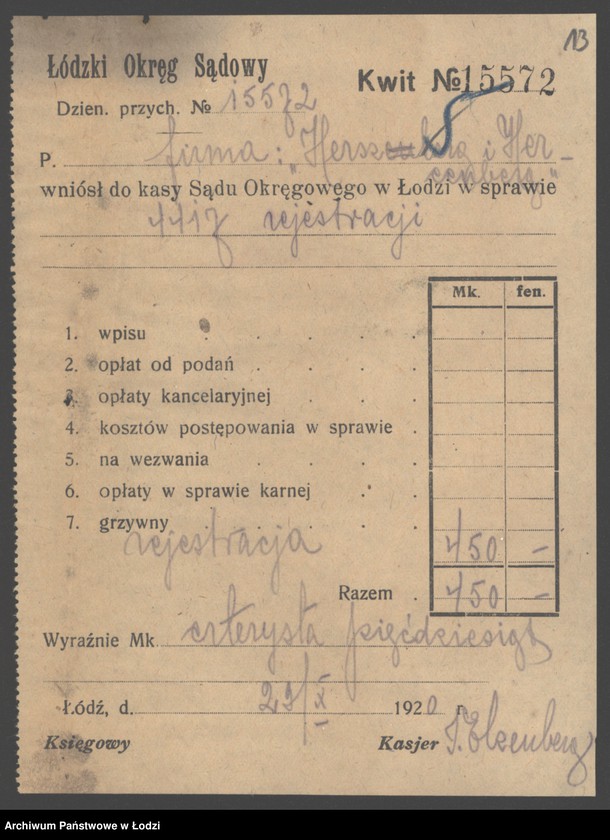 13
Łódzki Okręg Sądowy
Kwit №15572
Dzien. przych. № 15572
P. firma: "Herszenberg i Her-
cenberg"
wniósł do kasy Sądu Okręgowego w Łodzi w sprawie
rejestracji
Mk. fen.
1. wpisu
2. opłat od podań
3. opłaty kancelaryjnej
4. kosztów postępowania w sprawie
5. na wezwania
6. opłaty w sprawie karnej
7. grzywny
rejestracja 450 —
Razem 450 —
Wyraźnie Mk. czterysta pięćdziesiąt
Łódź, d. 23/XI 1920 r.
Księgowy Kasjer
Archiwum Państwowe w Łodzi